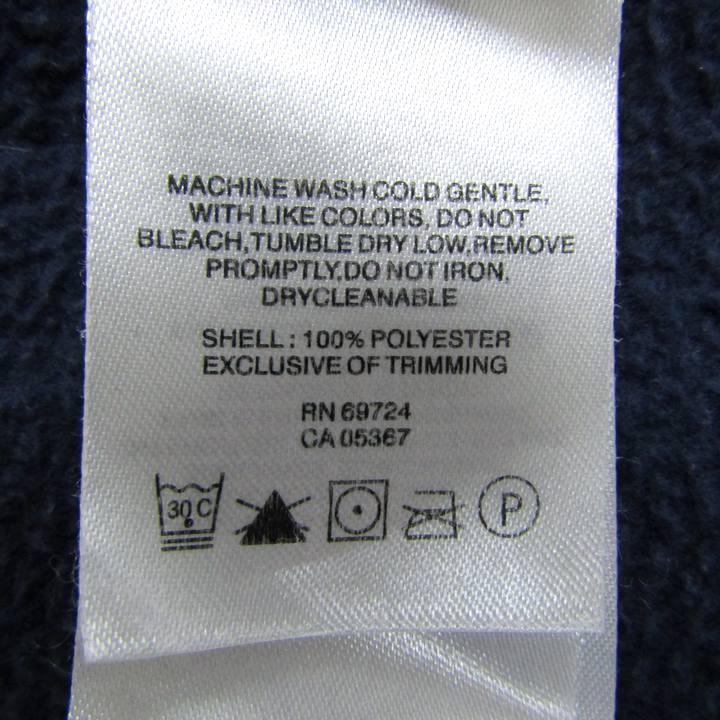 MACHINE WASH COLD GENTLE,
WITH LIKE COLORS, DO NOT
BLEACH,TUMBLE DRY LOW,REMOVE
PROMPTLY,DO NOT IRON,
DRYCLEANABLE
SHELL : 100% POLYESTER
EXCLUSIVE OF TRIMMING
RN 69724
CA 05367
30 C P